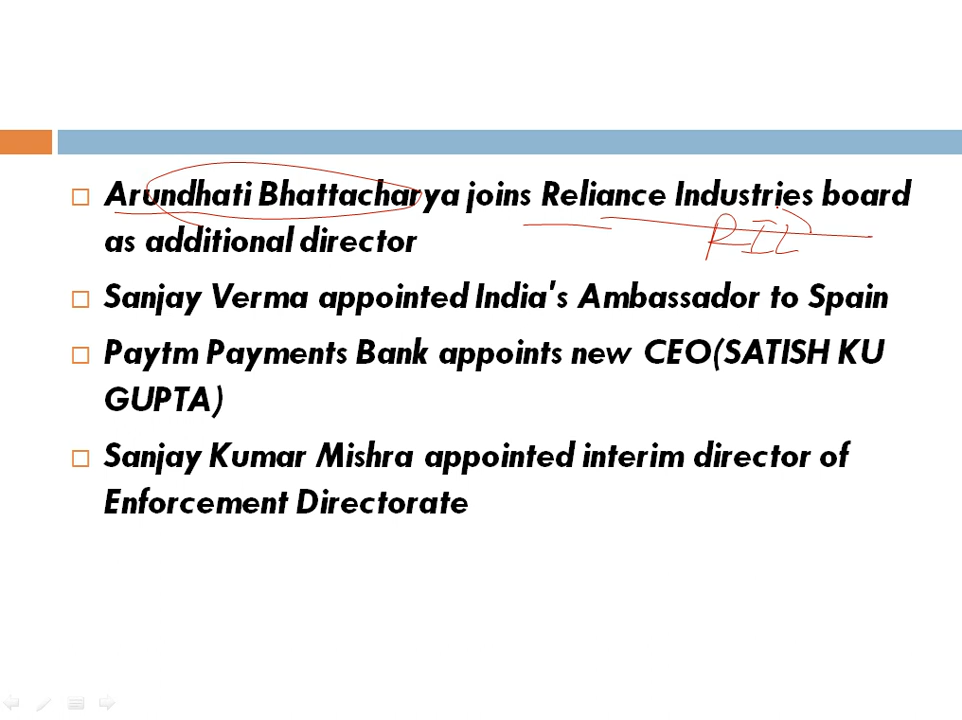 Arundhati Bhattacharya joins Reliance Industries board
RIL
as additional director
Sanjay Verma appointed India's Ambassador to Spain
Paytm Payments Bank appoints new CEO(SATISH KU
GUPTA)
Sanjay Kumar Mishra appointed interim director of
Enforcement Directorate